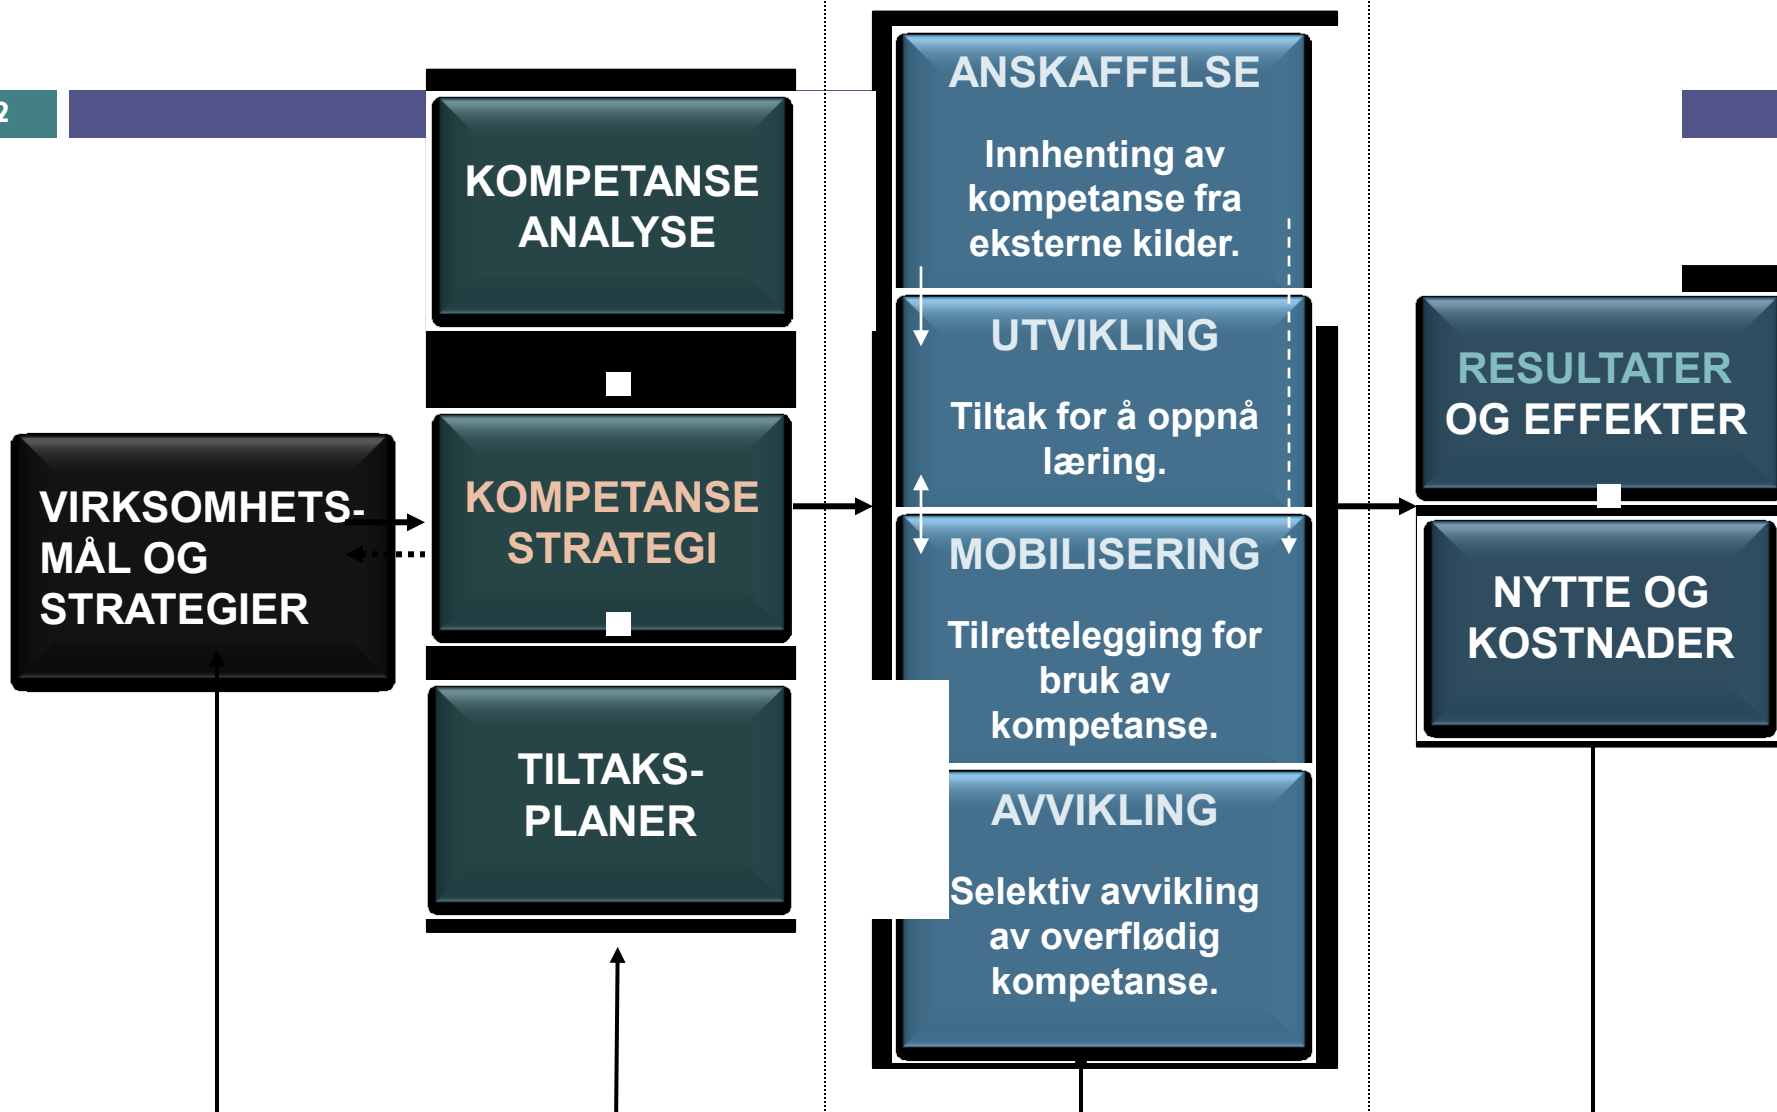 2
VIRKSOMHETS-
MÅL OG
STRATEGIER
KOMPETANSE
ANALYSE
KOMPETANSE
STRATEGI
TILTAKS-
PLANER
ANSKAFFELSE
Innhenting av
kompetanse fra
eksterne kilder.
UTVIKLING
Tiltak for å oppnå
læring.
MOBILISERING
Tilrettelegging for
bruk av
kompetanse.
AVVIKLING
Selektiv avvikling
av overflødig
kompetanse.
RESULTATER
OG EFFEKTER
NYTTE OG
KOSTNADER